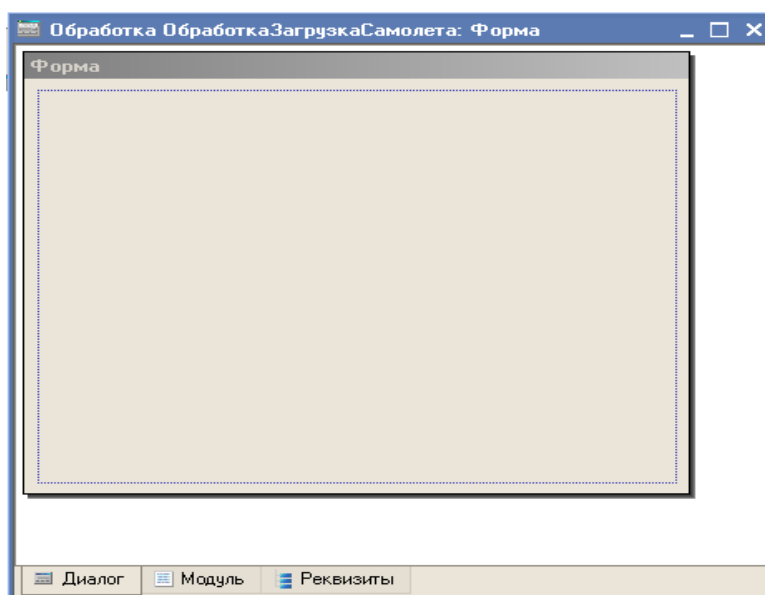 Обработка ОбработкаЗагрузкаСамолета: Форма
Форма
Диалог Модуль Реквизиты